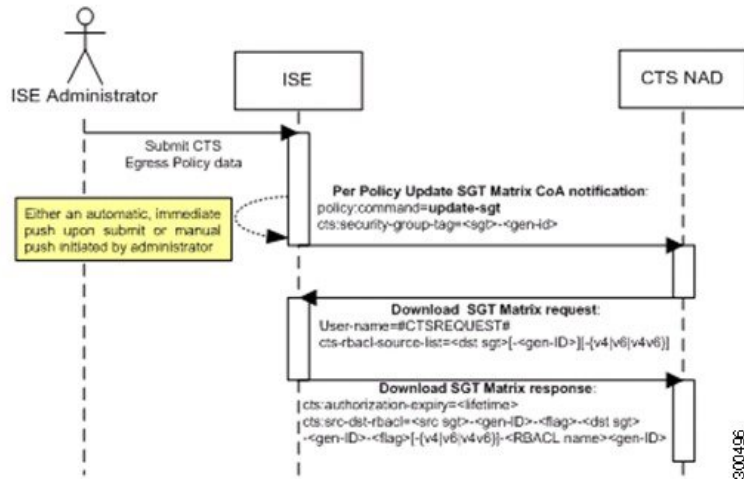 ISE Administrator
ISE
CTS NAD
Submit CTS
Egress Policy data
Either an automatic, immediate
push upon submit or manual
push initiated by administrator
Per Policy Update SGT Matrix CoA notification:
policy:command=update-sgt
cts:security-group-tag=<sgt>-<gen-id>
Download SGT Matrix request:
User-name=#CTSREQUEST#
cts-rbacl-source-list=<dst sgt>[-<gen-ID>][-{v4|v6|v4v6}]
Download SGT Matrix response:
cts:authorization-expiry=<lifetime>
cts:src-dst-rbacl=<src sgt>-<gen-ID>-<flag>-<dst sgt>
-<gen-ID>-<flag>[-{v4|v6|v4v6}]-<RBACL name><gen-ID>
300496